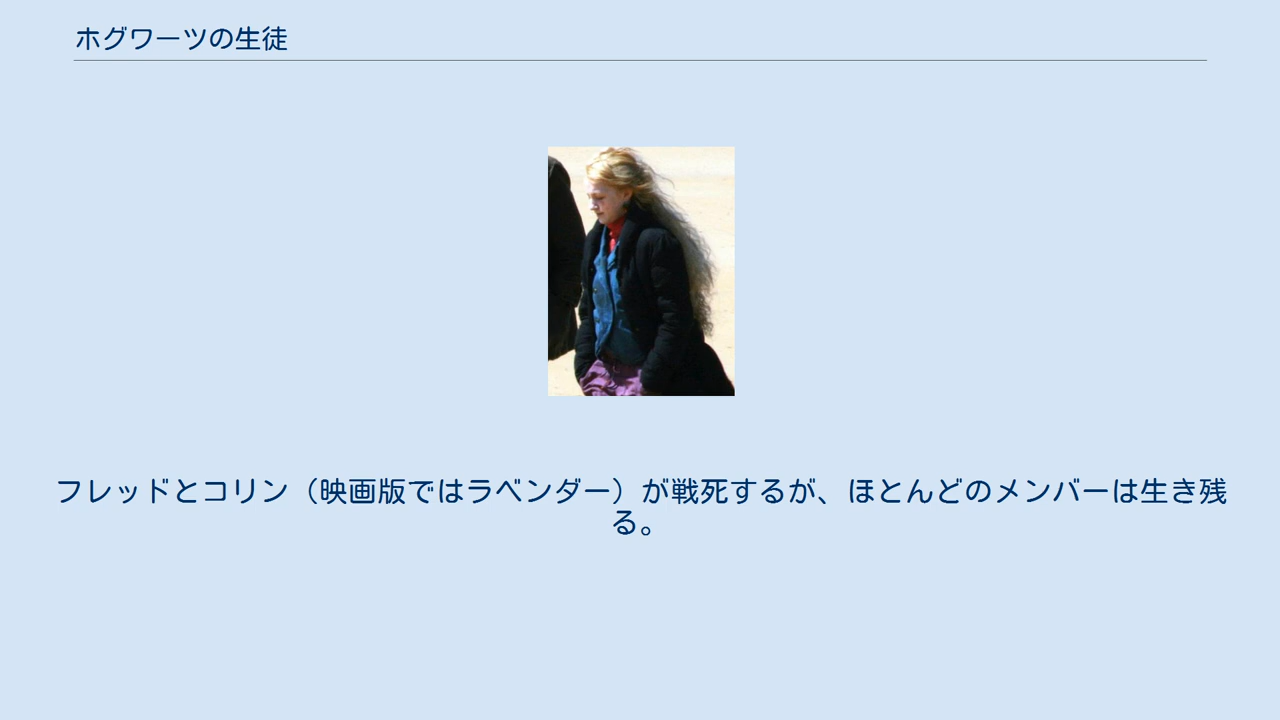 ホグワーツの生徒
フレッドとコリン（映画版ではラベンダー）が戦死するが、ほとんどのメンバーは生き残
る。